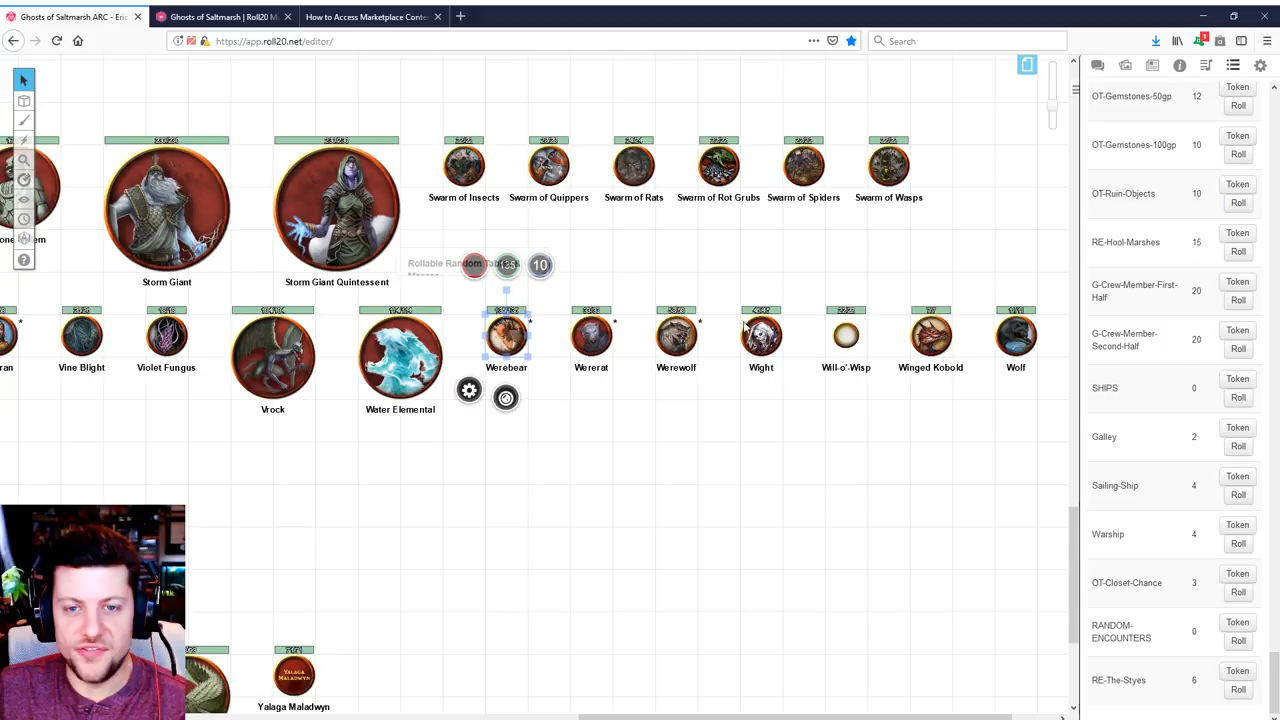 Ghosts of Saltmarsh ARC - Eric
Ghosts of Saltmarsh | Roll20 M
How to Access Marketplace Conte
https://app.roll20.net/editor/
Search
1
OT-Gemstones-50gp 12 Token Roll
OT-Gemstones-100gp 10 Token Roll
OT-Ruin-Objects 10 Token Roll
RE-Hool-Marshes 15 Token Roll
G-Crew-Member-First-
Half 20 Token Roll
G-Crew-Member-
Second-Half 20 Token Roll
SHIPS 0 Token Roll
Galley 2 Token Roll
Sailing-Ship 4 Token Roll
Warship 4 Token Roll
OT-Closet-Chance 3 Token Roll
RANDOM-
ENCOUNTERS 0 Token Roll
RE-The-Styes 6 Token Roll
Swarm of Insects
Swarm of Quippers
Swarm of Rats
Swarm of Rot Grubs
Swarm of Spiders
Swarm of Wasps
Storm Giant
Storm Giant Quintessent
Rollable Random Tab
135
10
Vine Blight
Violet Fungus
Vrock
Water Elemental
Werebear
Wererat
Werewolf
Wight
Will-o'-Wisp
Winged Kobold
Wolf
YALAGA
MALADWYN
Yalaga Maladwyn